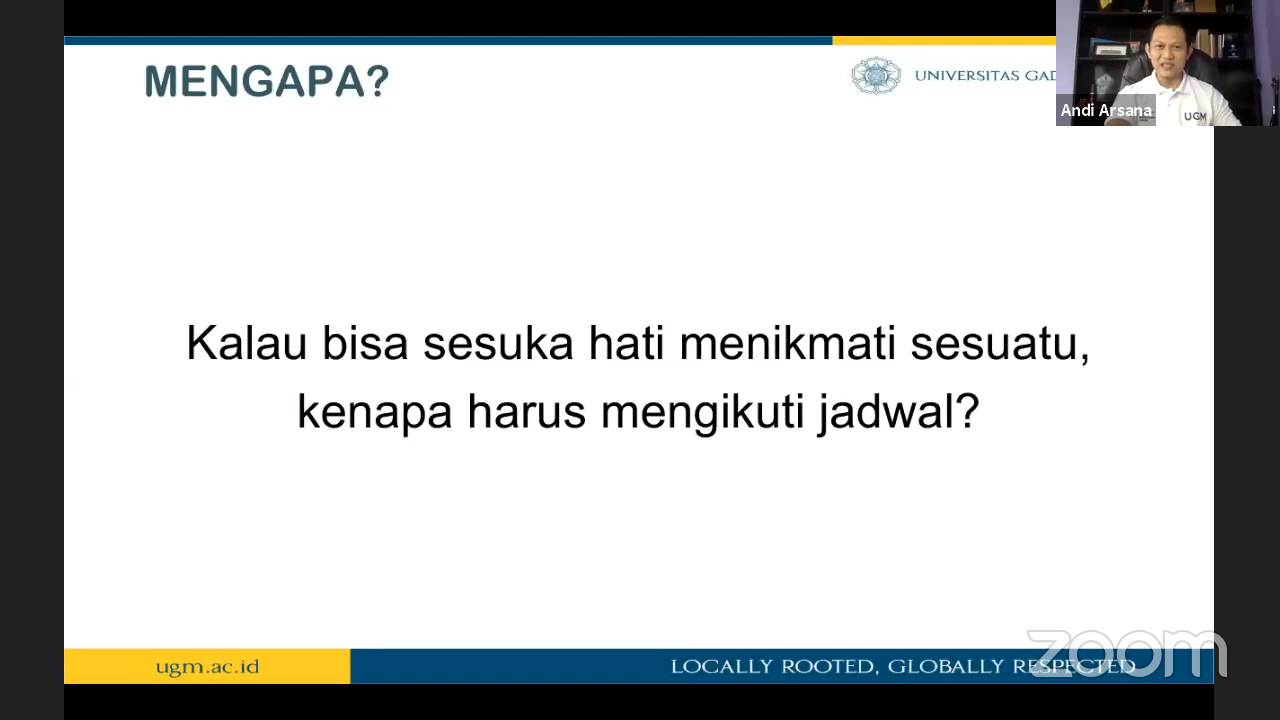 MENGAPA?
UNIVERSITAS GAD
Andi Arsana
UGM
Kalau bisa sesuka hati menikmati sesuatu,
kenapa harus mengikuti jadwal?
ugm.ac.id
LOCALLY ROOTED, GLOBALLY RESPECTED
zoom